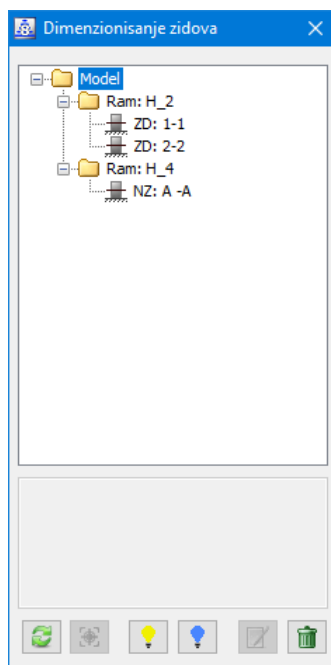 Dimenzionisanje zidova
Model
Ram: H_2
ZD: 1-1
ZD: 2-2
Ram: H_4
NZ: A -A